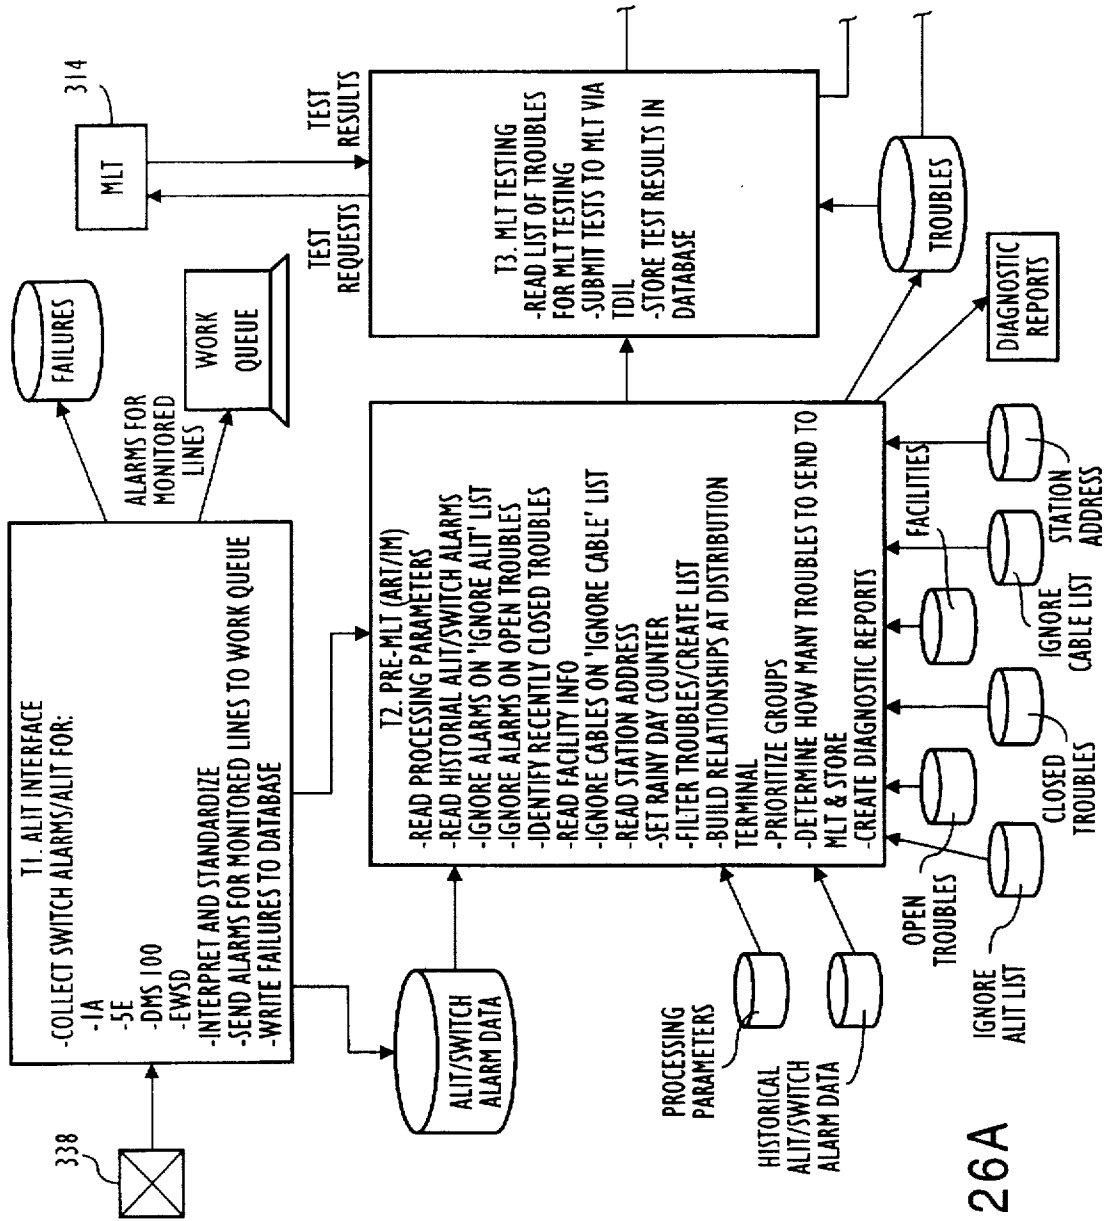 338
T1. ALIT INTERFACE
-COLLECT SWITCH ALARMS/ALIT FOR:
-1A
-5E
-DMS 100
-EWSD
-INTERPRET AND STANDARDIZE
-SEND ALARMS FOR MONITORED LINES TO WORK QUEUE
-WRITE FAILURES TO DATABASE
FAILURES
ALARMS FOR
MONITORED
LINES
WORK
QUEUE
MLT
314
TEST
REQUESTS
TEST
RESULTS
ALIT/SWITCH
ALARM DATA
T2. PRE-MLT (ART/IM)
-READ PROCESSING PARAMETERS
-READ HISTORIAL ALIT/SWITCH ALARMS
-IGNORE ALARMS ON 'IGNORE ALIT' LIST
-IGNORE ALARMS ON OPEN TROUBLES
-IDENTIFY RECENTLY CLOSED TROUBLES
-READ FACILITY INFO
-IGNORE CABLES ON 'IGNORE CABLE' LIST
-READ STATION ADDRESS
-SET RAINY DAY COUNTER
-FILTER TROUBLES/CREATE LIST
-BUILD RELATIONSHIPS AT DISTRIBUTION
TERMINAL
-PRIORITIZE GROUPS
-DETERMINE HOW MANY TROUBLES TO SEND TO
MLT & STORE
-CREATE DIAGNOSTIC REPORTS
T3. MLT TESTING
-READ LIST OF TROUBLES
FOR MLT TESTING
-SUBMIT TESTS TO MLT VIA
TDIL
-STORE TEST RESULTS IN
DATABASE
PROCESSING
PARAMETERS
HISTORICAL
ALIT/SWITCH
ALARM DATA
IGNORE
ALIT LIST
OPEN
TROUBLES
CLOSED
TROUBLES
FACILITIES
IGNORE
CABLE LIST
STATION
ADDRESS
TROUBLES
DIAGNOSTIC
REPORTS
26A